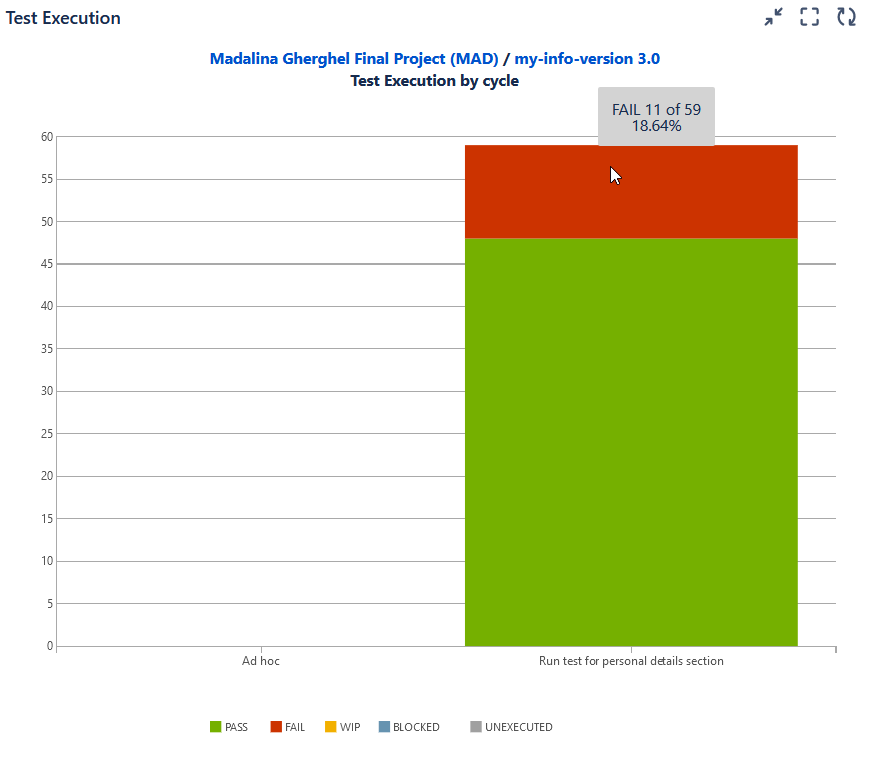 Test Execution
Madalina Gherghel Final Project (MAD) / my-info-version 3.0
Test Execution by cycle
FAIL 11 of 59
18.64%
60
55
50
45
40
35
30
25
20
15
10
5
0
Ad hoc Run test for personal details section
PASS FAIL WIP BLOCKED UNEXECUTED